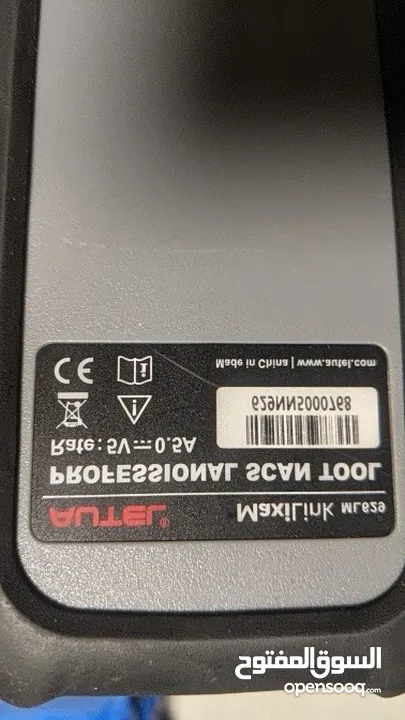 AUTEL® MaxiLink ML629
PROFESSIONAL SCAN TOOL
Rate: 5V⎓0.5A
629NN5000768
CE
Made in China | www.autel.com
السوق المفتوح
opensooq.com